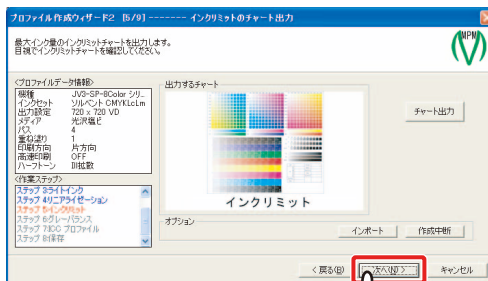 プロファイル作成ウィザード2 [5/9] ------- インクリミットのチャート出力
最大インク量のインクリミットチャートを出力します。
目視でインクリミットチャートを確認してください。
MPM
<プロファイルデータ情報>
機種 JV3-SP-8Color シリ..
インクセット ソルベント CMYKLcLm
出力設定 720 x 720 VD
メディア 光沢塩ビ
パス 4
重ね塗り 1
印刷方向 片方向
高速印刷 OFF
ハーフトーン DI拡散
<作業ステップ>
ステップ 3:ライトインク
ステップ 4:リニアライゼーション
ステップ 5:インクリミット
ステップ 6:グレーバランス
ステップ 7:ICC プロファイル
ステップ 8:保存
出力するチャート
インクリミット
チャート出力
オプション
インポート
作成中断
< 戻る(B)
次へ(N) >
キャンセル